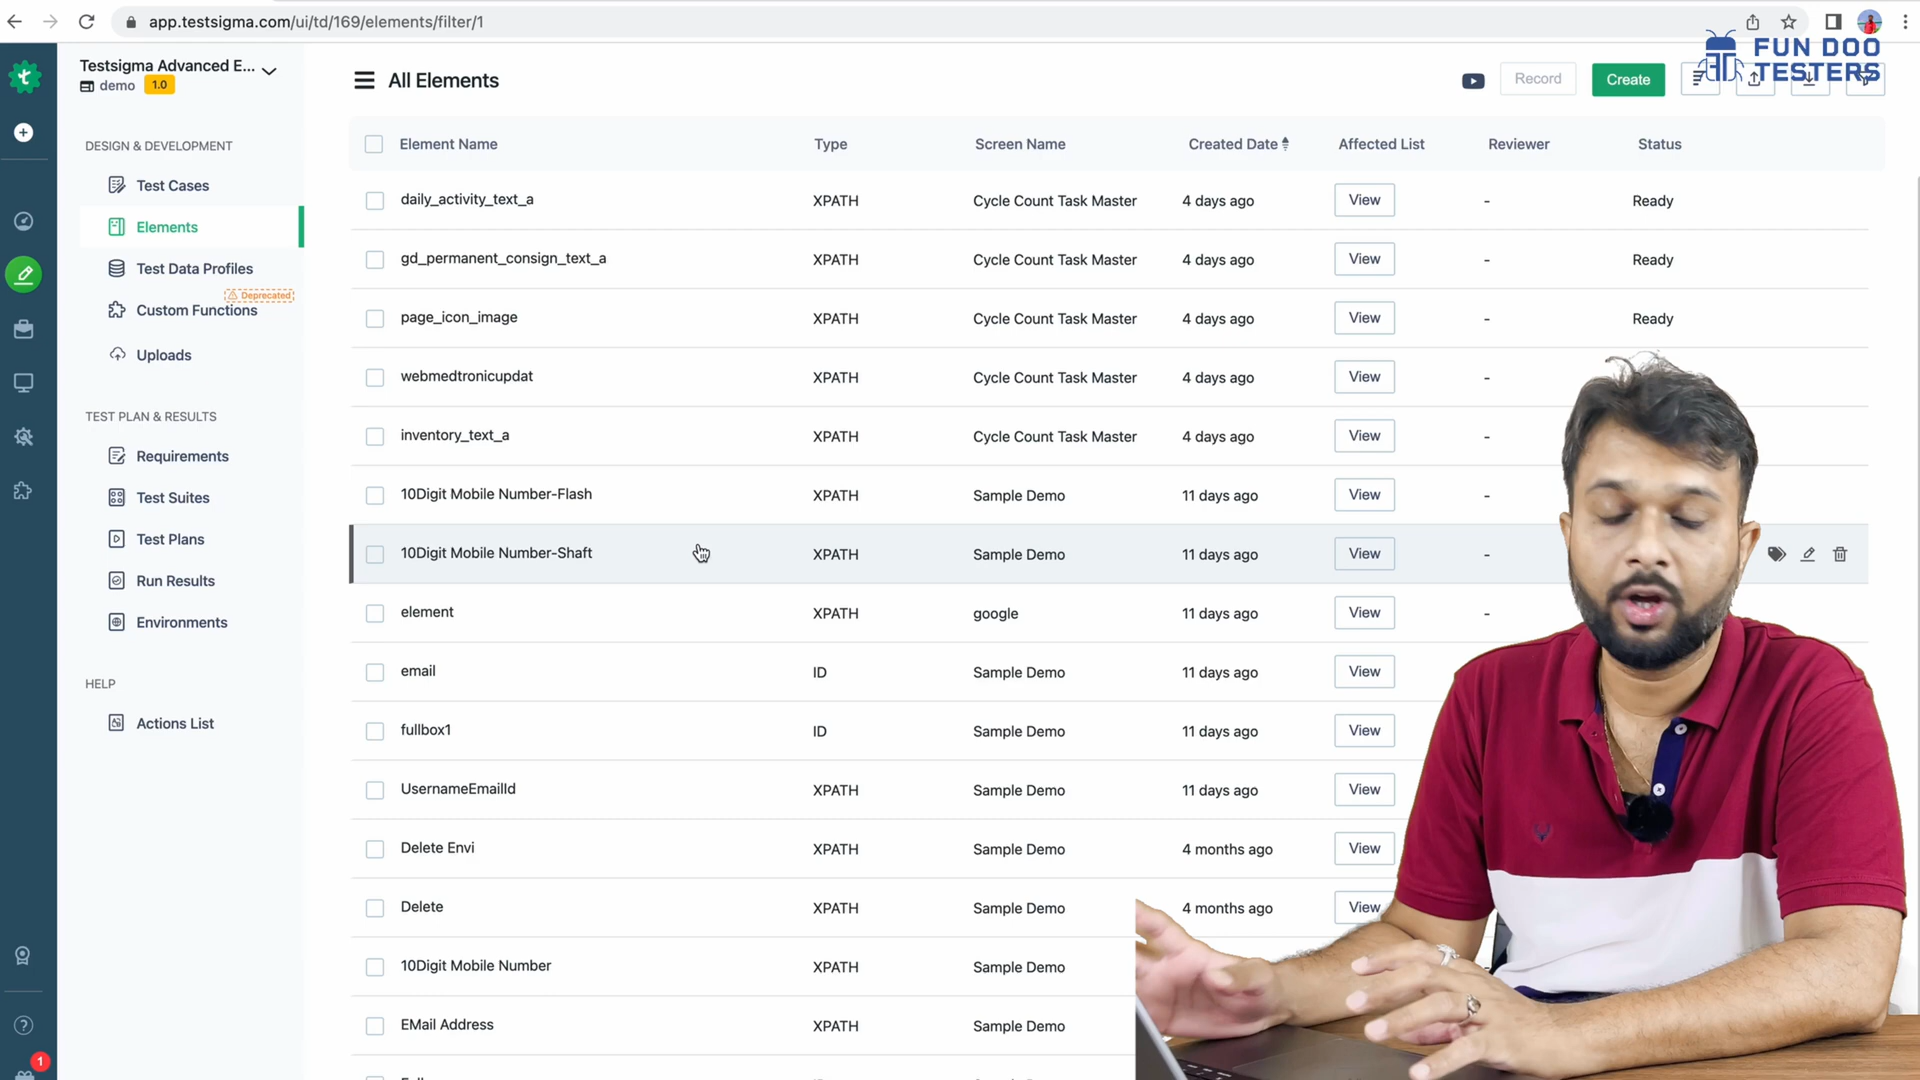 app.testsigma.com/ui/td/169/elements/filter/1
FUN DOO
TESTERS
Testsigma Advanced E...
demo 1.0
All Elements
Record
Create
DESIGN & DEVELOPMENT
Test Cases
Elements
Test Data Profiles
Deprecated
Custom Functions
Uploads
TEST PLAN & RESULTS
Requirements
Test Suites
Test Plans
Run Results
Environments
HELP
Actions List
1
Element Name Type Screen Name Created Date Affected List Reviewer Status
daily_activity_text_a XPATH Cycle Count Task Master 4 days ago View - Ready
gd_permanent_consign_text_a XPATH Cycle Count Task Master 4 days ago View - Ready
page_icon_image XPATH Cycle Count Task Master 4 days ago View - Ready
webmedtronicupdat XPATH Cycle Count Task Master 4 days ago View -
inventory_text_a XPATH Cycle Count Task Master 4 days ago View -
10Digit Mobile Number-Flash XPATH Sample Demo 11 days ago View -
10Digit Mobile Number-Shaft XPATH Sample Demo 11 days ago View -
element XPATH google 11 days ago View -
email ID Sample Demo 11 days ago View
fullbox1 ID Sample Demo 11 days ago View
UsernameEmailId XPATH Sample Demo 11 days ago View
Delete Envi XPATH Sample Demo 4 months ago View
Delete XPATH Sample Demo 4 months ago View
10Digit Mobile Number XPATH Sample Demo
EMail Address XPATH Sample Demo